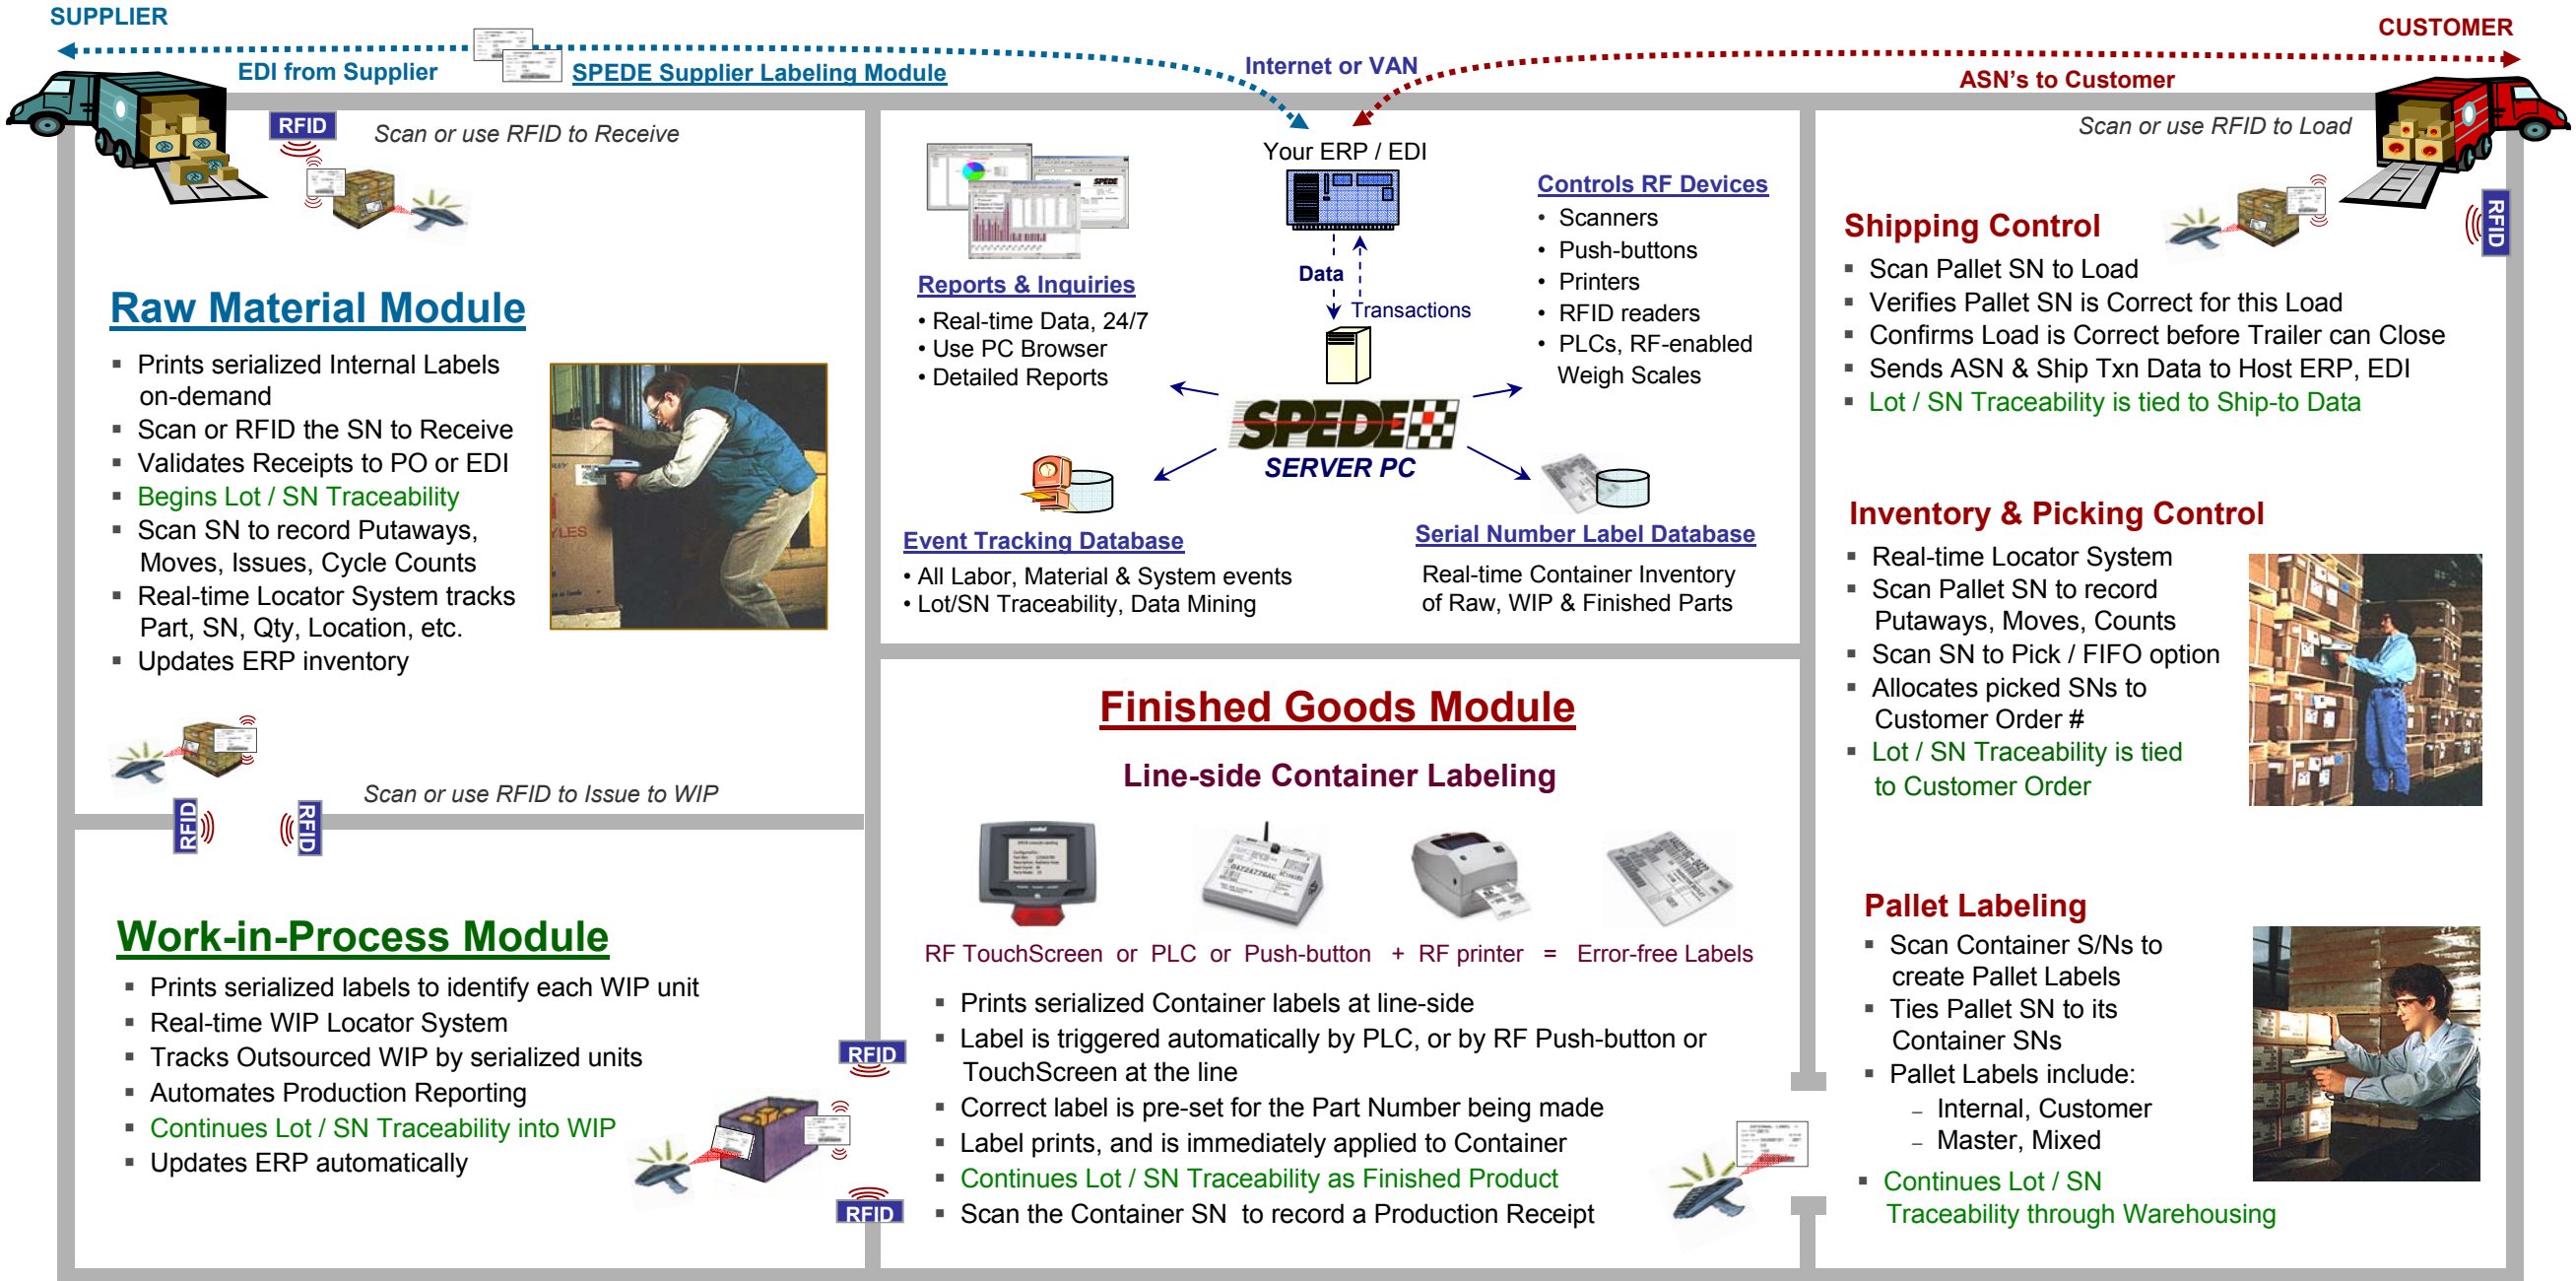 SUPPLIER
CUSTOMER
EDI from Supplier
SPEDE Supplier Labeling Module
Internet or VAN
ASN's to Customer
RFID
Scan or use RFID to Receive
Raw Material Module
▪ Prints serialized Internal Labels
on-demand
▪ Scan or RFID the SN to Receive
▪ Validates Receipts to PO or EDI
▪ Begins Lot / SN Traceability
▪ Scan SN to record Putaways,
Moves, Issues, Cycle Counts
▪ Real-time Locator System tracks
Part, SN, Qty, Location, etc.
▪ Updates ERP inventory
Scan or use RFID to Issue to WIP
RFID
RFID
Work-in-Process Module
▪ Prints serialized labels to identify each WIP unit
▪ Real-time WIP Locator System
▪ Tracks Outsourced WIP by serialized units
▪ Automates Production Reporting
▪ Continues Lot / SN Traceability into WIP
▪ Updates ERP automatically
RFID
RFID
Your ERP / EDI
Data
Transactions
SPEDE
SERVER PC
SPEDE
Reports & Inquiries
• Real-time Data, 24/7
• Use PC Browser
• Detailed Reports
Controls RF Devices
• Scanners
• Push-buttons
• Printers
• RFID readers
• PLCs, RF-enabled
Weigh Scales
Event Tracking Database
• All Labor, Material & System events
• Lot/SN Traceability, Data Mining
Serial Number Label Database
Real-time Container Inventory
of Raw, WIP & Finished Parts
Finished Goods Module
Line-side Container Labeling
RF TouchScreen or PLC or Push-button + RF printer = Error-free Labels
▪ Prints serialized Container labels at line-side
▪ Label is triggered automatically by PLC, or by RF Push-button or
TouchScreen at the line
▪ Correct label is pre-set for the Part Number being made
▪ Label prints, and is immediately applied to Container
▪ Continues Lot / SN Traceability as Finished Product
▪ Scan the Container SN to record a Production Receipt
Scan or use RFID to Load
RFID
Shipping Control
▪ Scan Pallet SN to Load
▪ Verifies Pallet SN is Correct for this Load
▪ Confirms Load is Correct before Trailer can Close
▪ Sends ASN & Ship Txn Data to Host ERP, EDI
▪ Lot / SN Traceability is tied to Ship-to Data
Inventory & Picking Control
▪ Real-time Locator System
▪ Scan Pallet SN to record
Putaways, Moves, Counts
▪ Scan SN to Pick / FIFO option
▪ Allocates picked SNs to
Customer Order #
▪ Lot / SN Traceability is tied
to Customer Order
Pallet Labeling
▪ Scan Container S/Ns to
create Pallet Labels
▪ Ties Pallet SN to its
Container SNs
▪ Pallet Labels include:
– Internal, Customer
– Master, Mixed
▪ Continues Lot / SN
Traceability through Warehousing